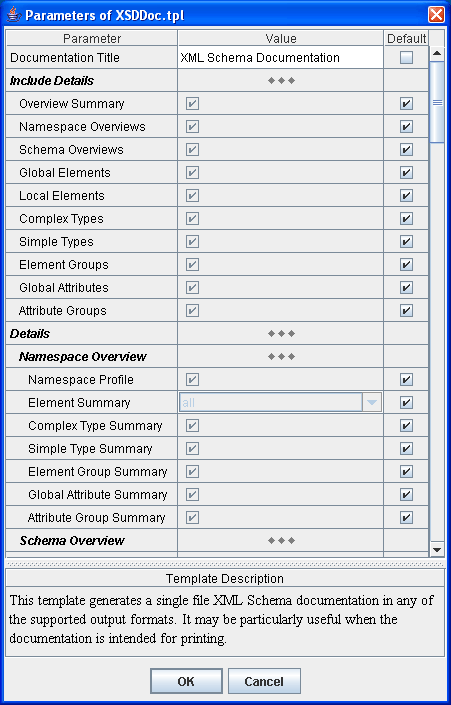 Parameters of XSDDoc.tpl
Parameter Value Default
Documentation Title XML Schema Documentation
Include Details
Overview Summary
Namespace Overviews
Schema Overviews
Global Elements
Local Elements
Complex Types
Simple Types
Element Groups
Global Attributes
Attribute Groups
Details
Namespace Overview
Namespace Profile
Element Summary all
Complex Type Summary
Simple Type Summary
Element Group Summary
Global Attribute Summary
Attribute Group Summary
Schema Overview
Template Description
This template generates a single file XML Schema documentation in any of
the supported output formats. It may be particularly useful when the
documentation is intended for printing.
OK Cancel